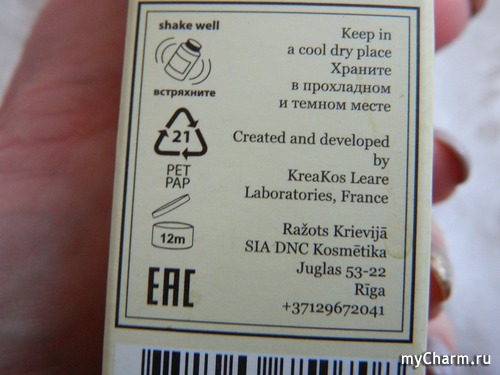 shake well
встряхните
21
PET
PAP
12m
EAC
Keep in
a cool dry place
Храните
в прохладном
и темном месте
Created and developed
by
KreaKos Leare
Laboratories, France
Ražots Krievijā
SIA DNC Kosmētika
Juglas 53-22
Rīga
+37129672041
myCharm.ru